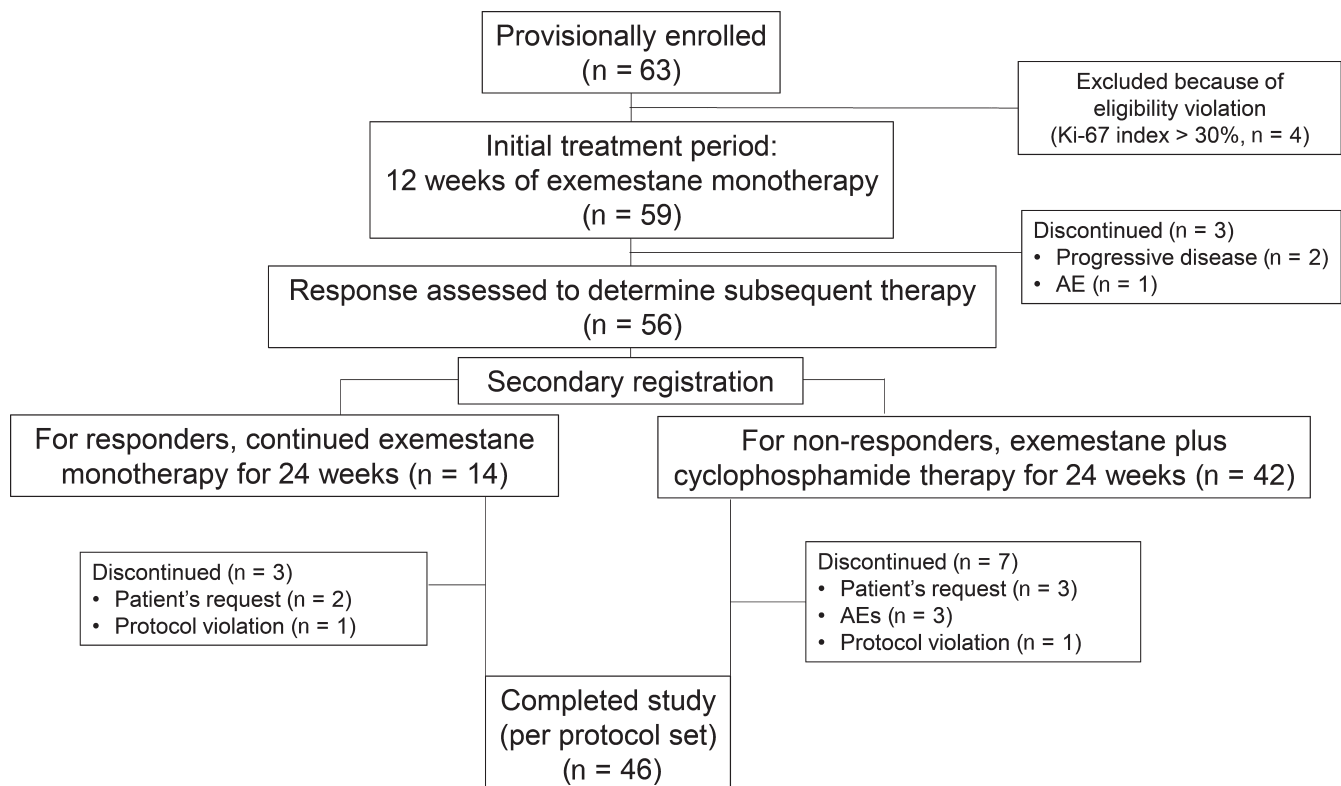 Provisionally enrolled
(n = 63)
Excluded because of
eligibility violation
(Ki-67 index > 30%, n = 4)
Initial treatment period:
12 weeks of exemestane monotherapy
(n = 59)
Discontinued (n = 3)
• Progressive disease (n = 2)
• AE (n = 1)
Response assessed to determine subsequent therapy
(n = 56)
Secondary registration
For responders, continued exemestane
monotherapy for 24 weeks (n = 14)
For non-responders, exemestane plus
cyclophosphamide therapy for 24 weeks (n = 42)
Discontinued (n = 3)
• Patient’s request (n = 2)
• Protocol violation (n = 1)
Discontinued (n = 7)
• Patient’s request (n = 3)
• AEs (n = 3)
• Protocol violation (n = 1)
Completed study
(per protocol set)
(n = 46)